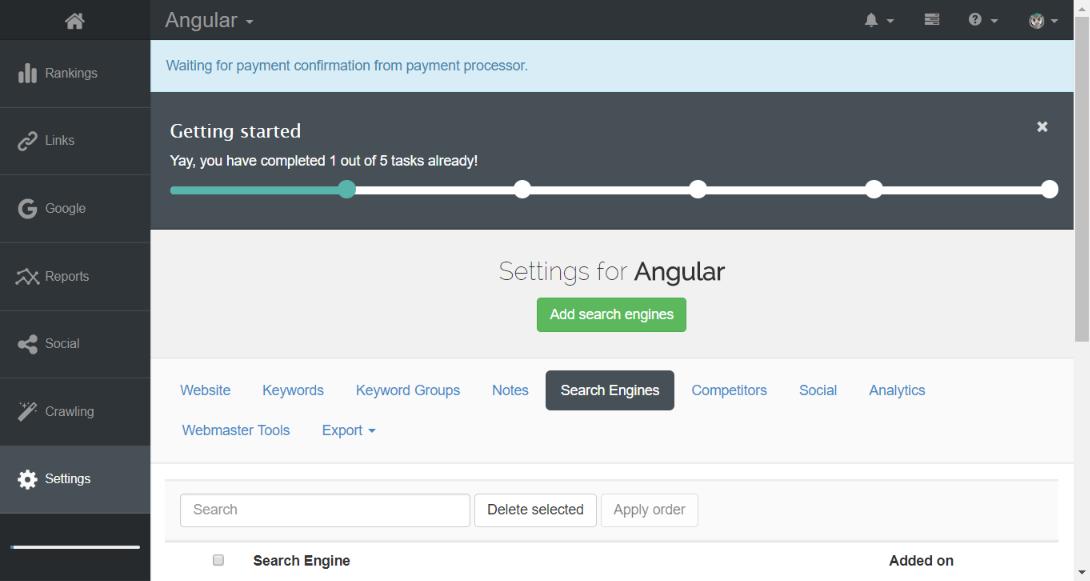 Angular
Waiting for payment confirmation from payment processor.
Rankings
Links
Google
Reports
Social
Crawling
Settings
Getting started
Yay, you have completed 1 out of 5 tasks already!
Settings for Angular
Add search engines
Website Keywords Keyword Groups Notes Search Engines Competitors Social Analytics
Webmaster Tools Export
Search Delete selected Apply order
Search Engine Added on